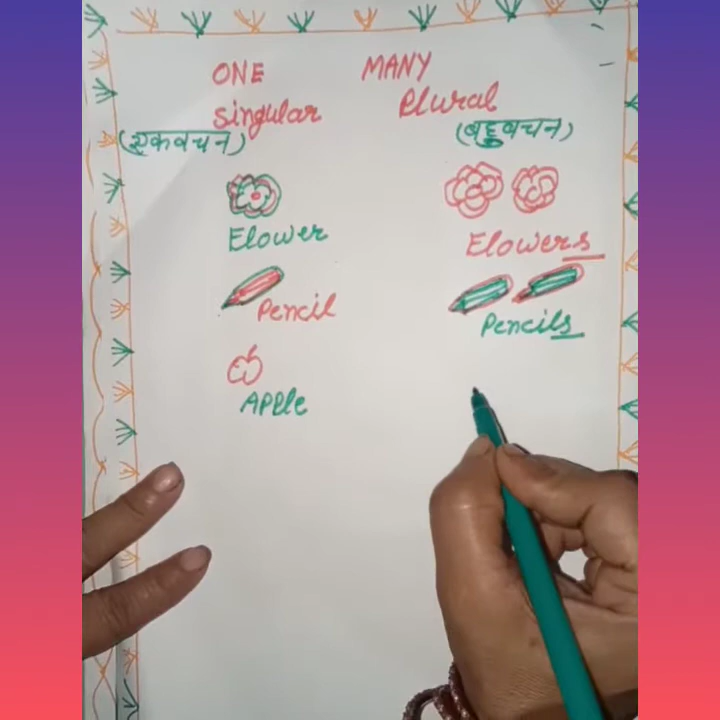 ONE MANY
singular Plural
(एकवचन) (बहुवचन)
Flower Flowers
Pencil Pencils
APPle